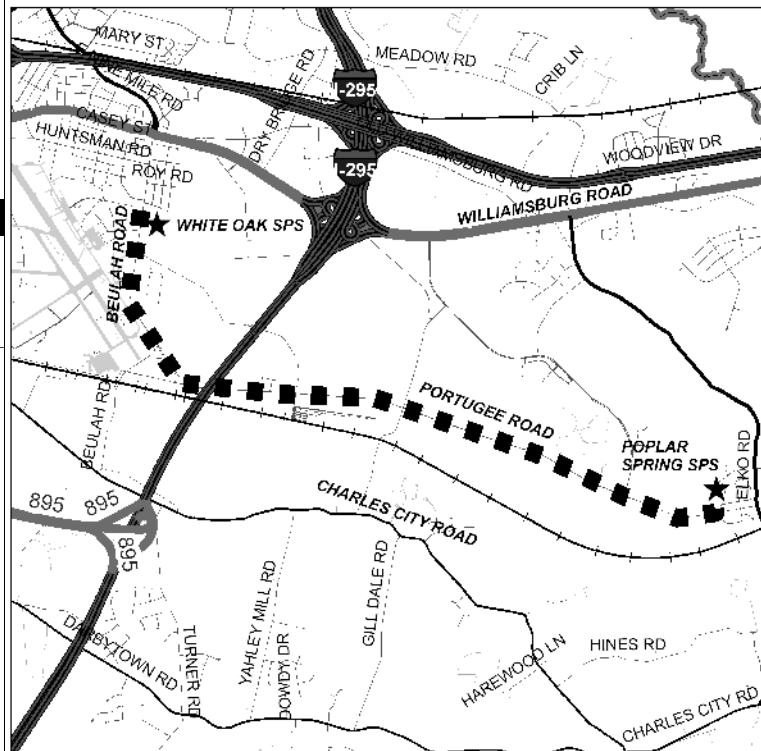 MARY ST
NINE MILE RD
DRY BRIDGE RD
MEADOW RD
CRIB LN
I-295
CASEY ST
HUNTSMAN RD
ROY RD
WILLIAMSBURG RD
WOODVIEW DR
I-295
WILLIAMSBURG ROAD
WHITE OAK SPS
BEULAH ROAD
BEULAH RD
PORTUGEE ROAD
POPLAR
SPRING SPS
ELKO RD
895
895
895
CHARLES CITY ROAD
DARBYTOWN RD
TURNER RD
YAHLEY MILL RD
DOWDY DR
GILL DALE RD
HAREWOOD LN
HINES RD
CHARLES CITY RD